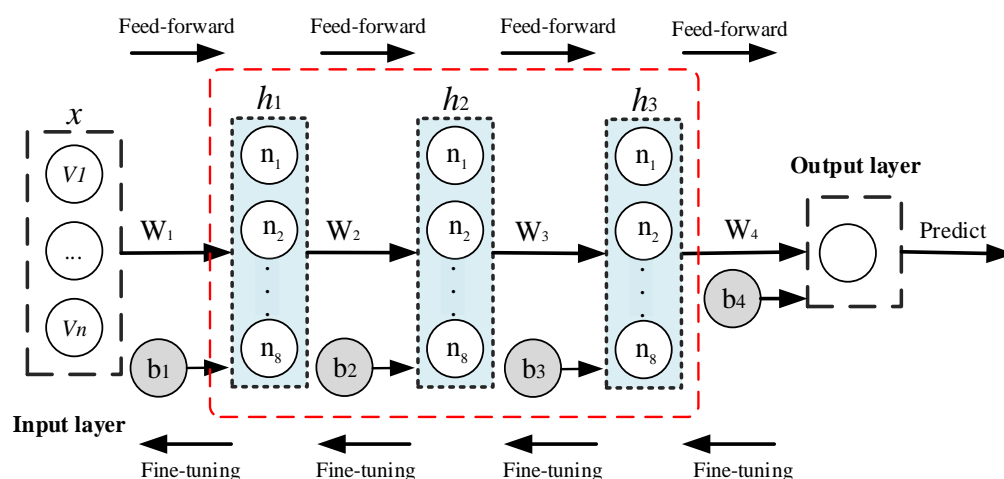 Feed-forward Feed-forward Feed-forward Feed-forward
x h1 h2 h3
V1 n1 n1 n1
Output layer
... W1 n2 W2 n2 W3 n2 W4 Predict
Vn n8 n8 n8
b1 b2 b3 b4
Input layer
Fine-tuning Fine-tuning Fine-tuning Fine-tuning